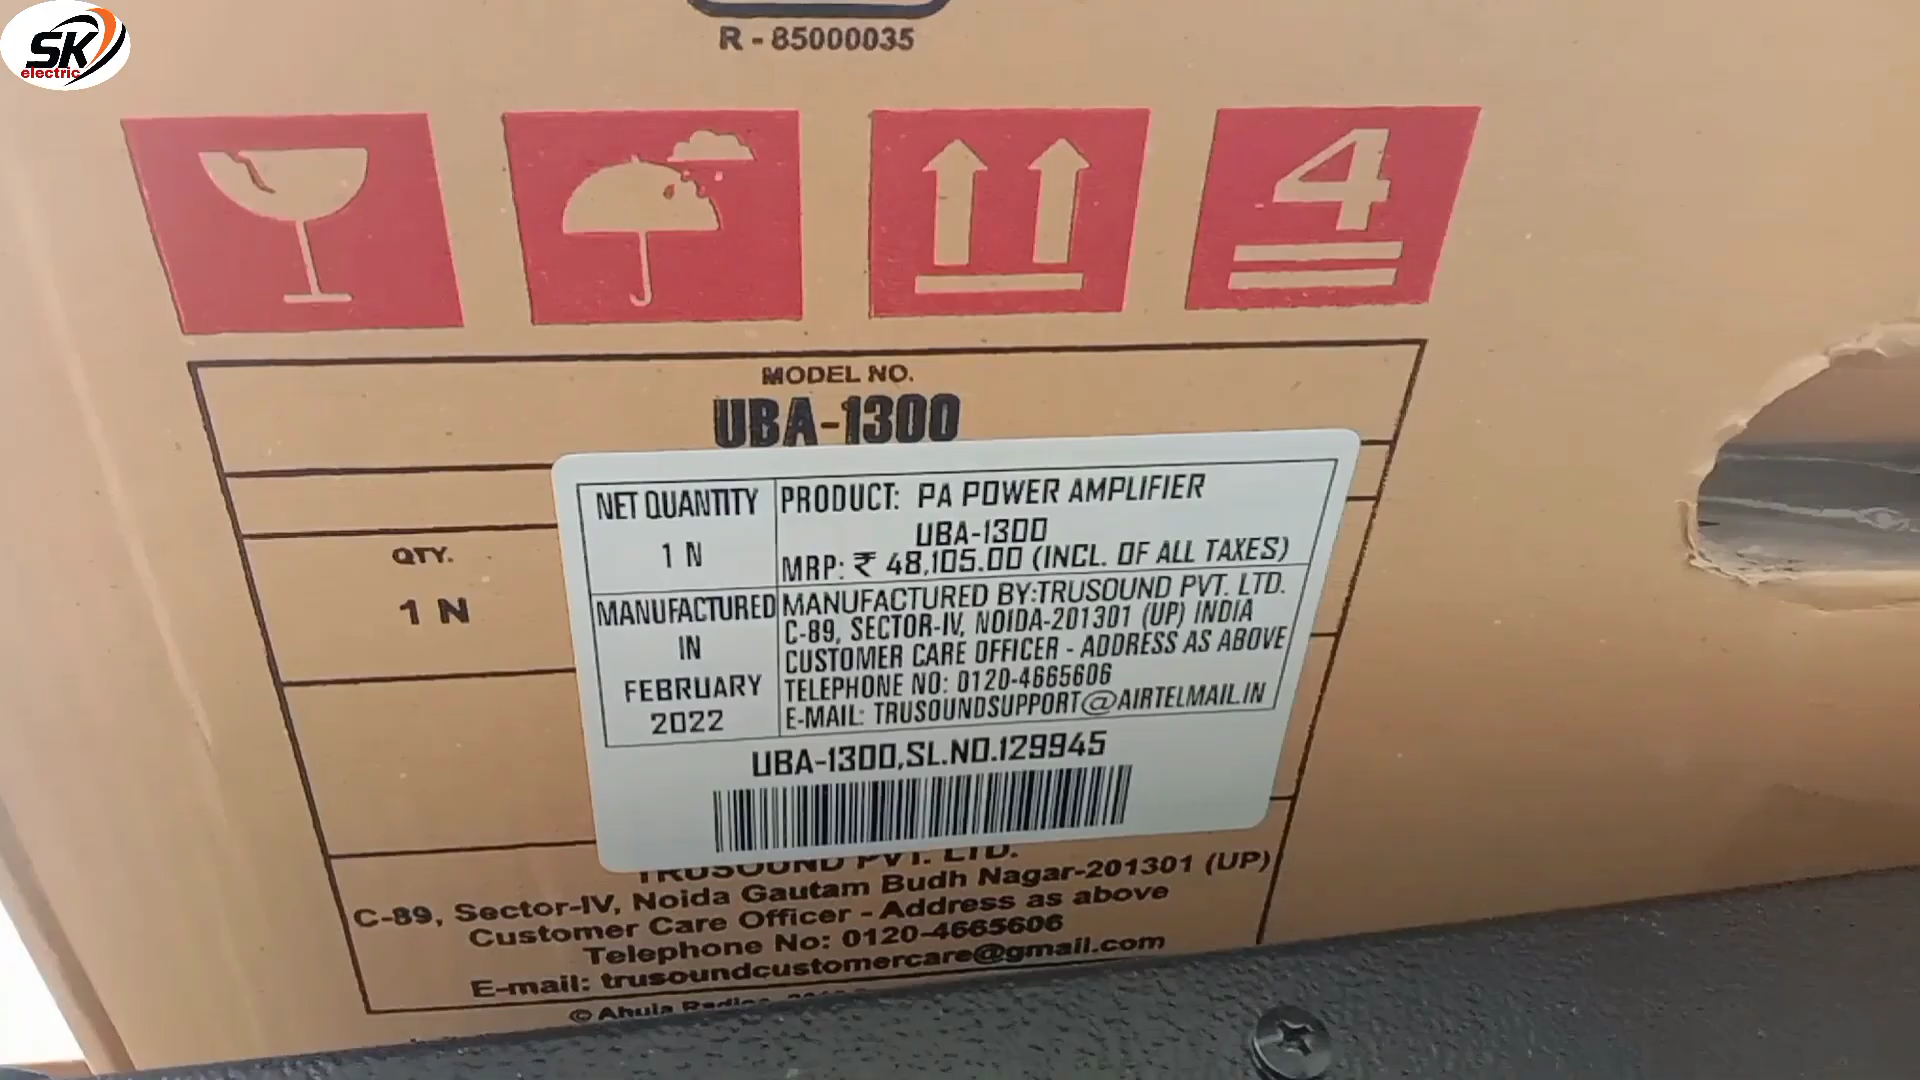 SK
electric
R - 85000035
4
MODEL NO.
UBA-1300
QTY.
1 N
NET QUANTITY
1 N
PRODUCT: PA POWER AMPLIFIER
UBA-1300
MRP: ₹ 48,105.00 (INCL. OF ALL TAXES)
MANUFACTURED
IN
FEBRUARY
2022
MANUFACTURED BY:TRUSOUND PVT. LTD.
C-89, SECTOR-IV, NOIDA-201301 (UP) INDIA
CUSTOMER CARE OFFICER - ADDRESS AS ABOVE
TELEPHONE NO: 0120-4665606
E-MAIL: TRUSOUNDSUPPORT@AIRTELMAIL.IN
UBA-1300,SL.NO.129945
TRUSOUND PVT. LTD.
C-89, Sector-IV, Noida Gautam Budh Nagar-201301 (UP)
Customer Care Officer - Address as above
Telephone No: 0120-4665606
E-mail: trusoundcustomercare@gmail.com
© Ahuja Radios